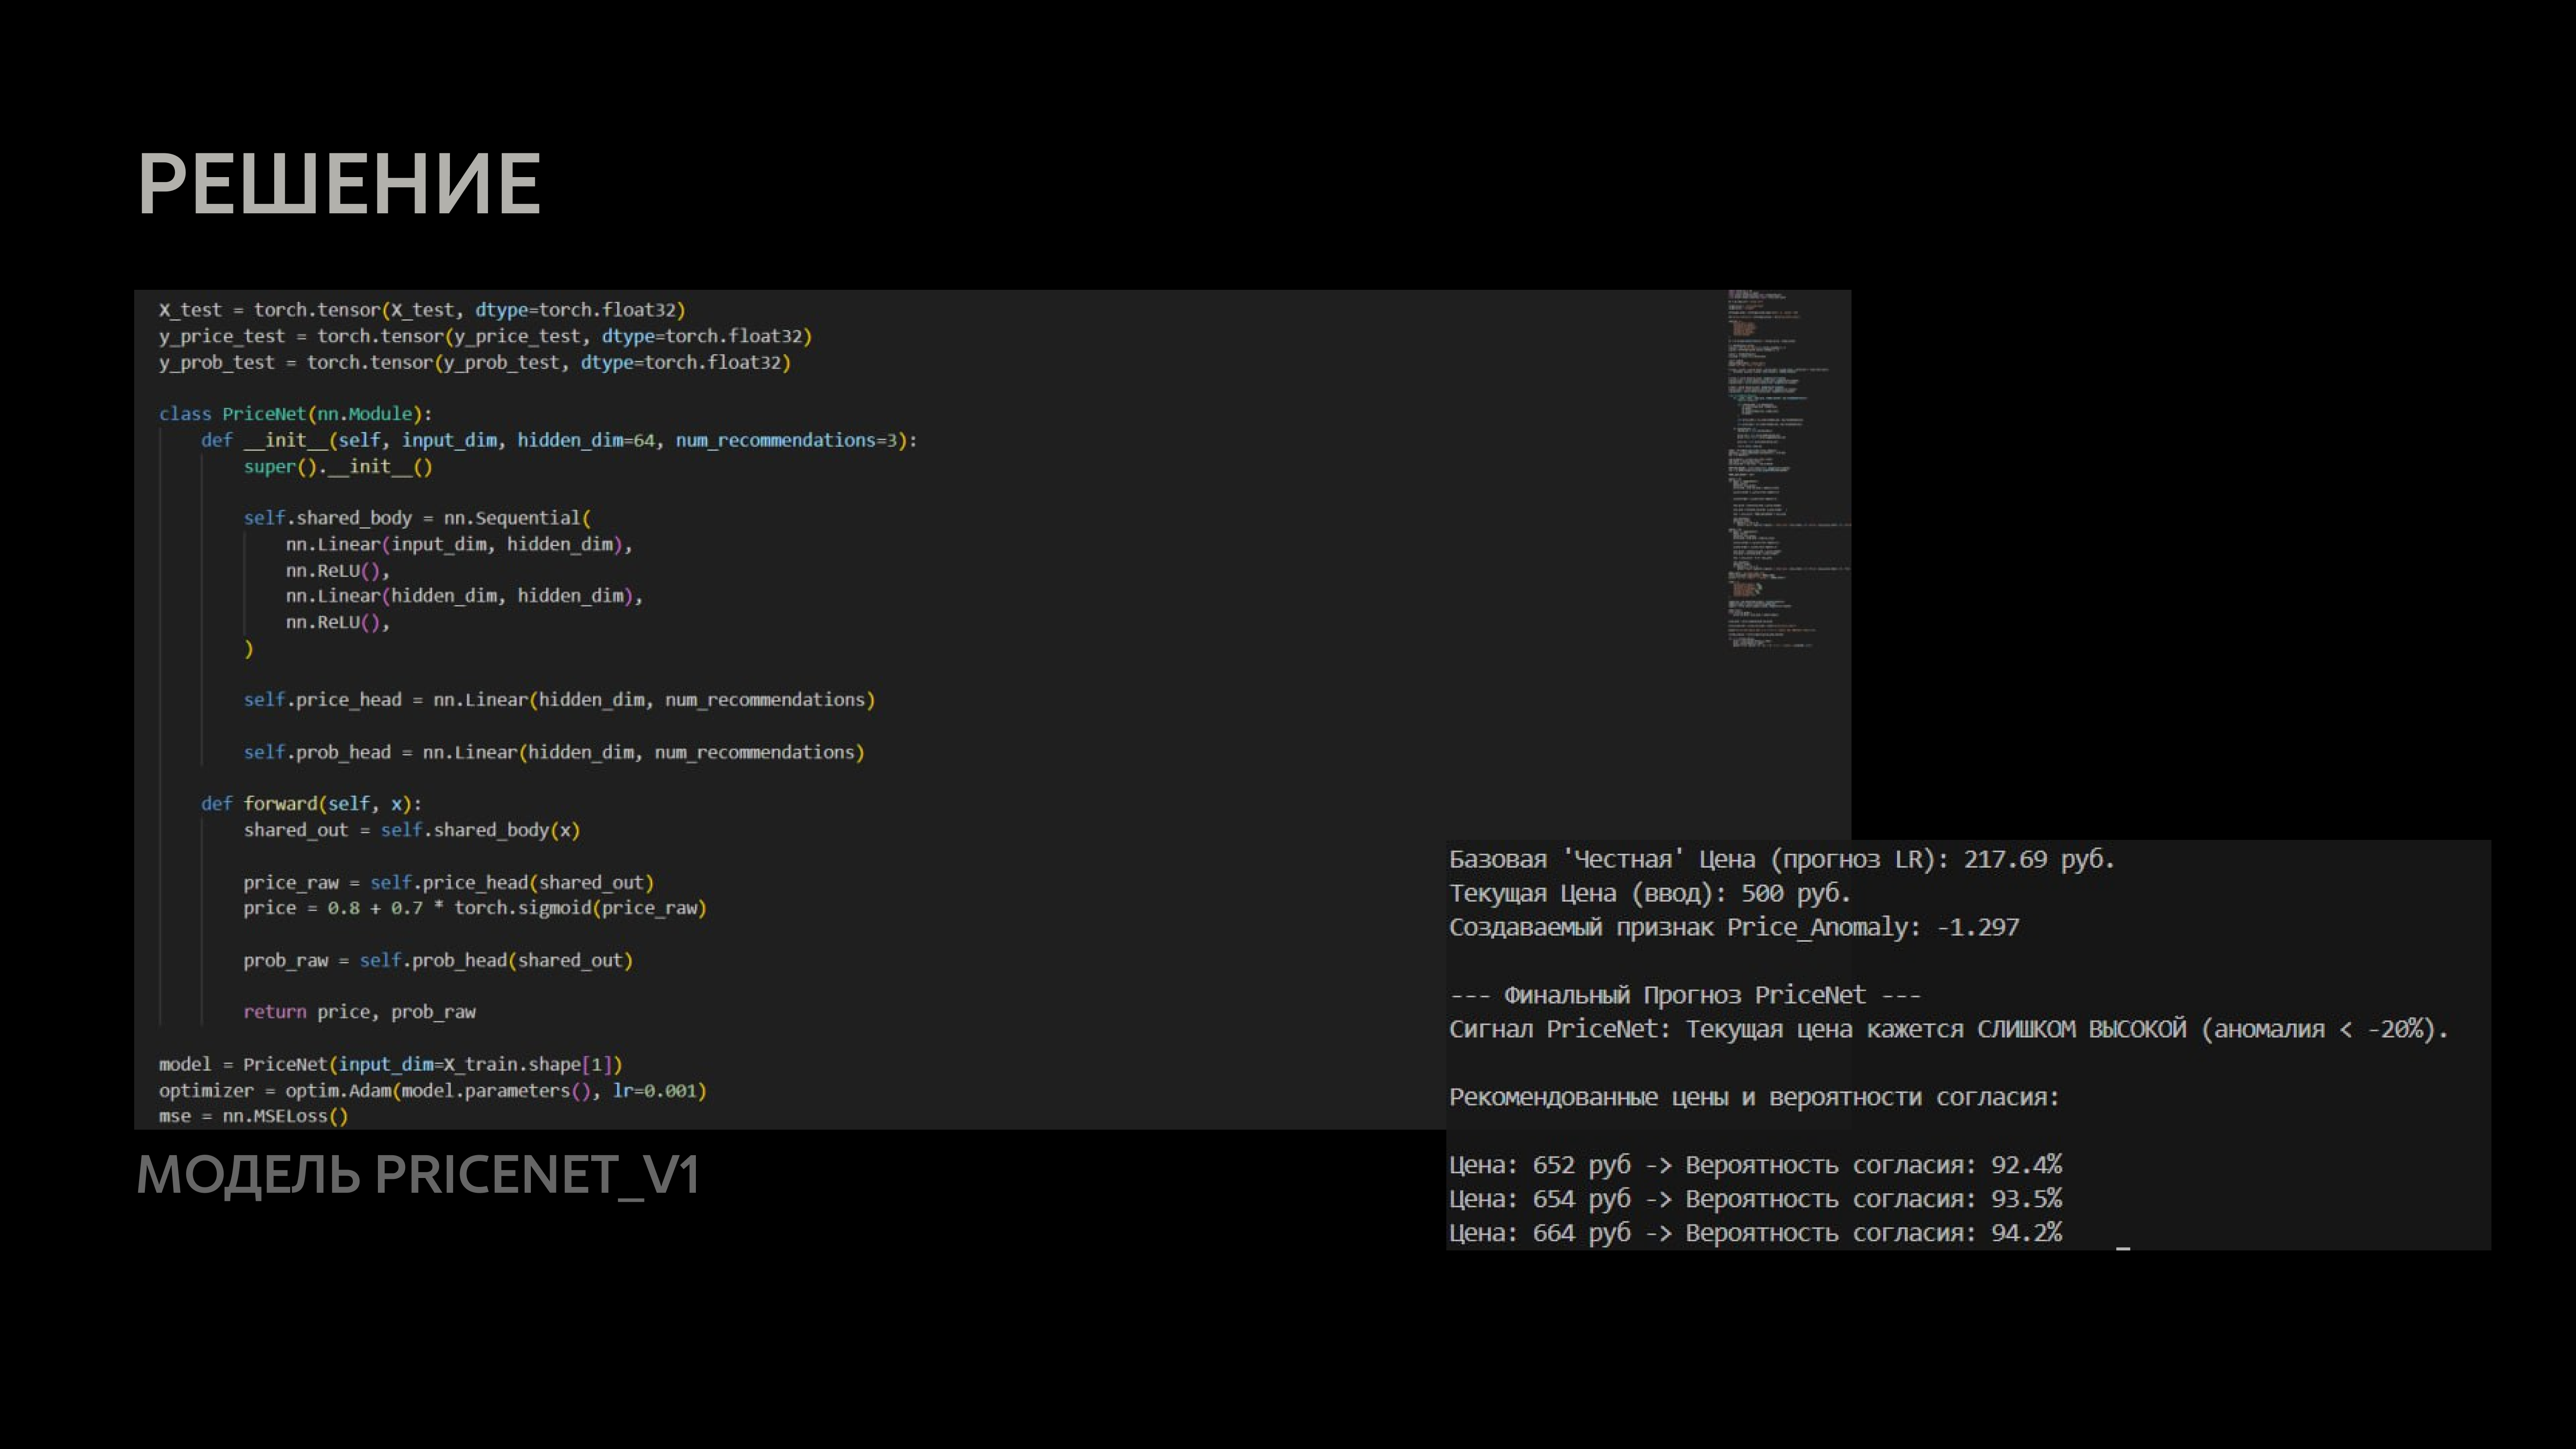 РЕШЕНИЕ
X_test = torch.tensor(X_test, dtype=torch.float32)
y_price_test = torch.tensor(y_price_test, dtype=torch.float32)
y_prob_test = torch.tensor(y_prob_test, dtype=torch.float32)
class PriceNet(nn.Module):
def __init__(self, input_dim, hidden_dim=64, num_recommendations=3):
super().__init__()
self.shared_body = nn.Sequential(
nn.Linear(input_dim, hidden_dim),
nn.ReLU(),
nn.Linear(hidden_dim, hidden_dim),
nn.ReLU(),
)
self.price_head = nn.Linear(hidden_dim, num_recommendations)
self.prob_head = nn.Linear(hidden_dim, num_recommendations)
def forward(self, x):
shared_out = self.shared_body(x)
price_raw = self.price_head(shared_out)
price = 0.8 + 0.7 * torch.sigmoid(price_raw)
prob_raw = self.prob_head(shared_out)
return price, prob_raw
model = PriceNet(input_dim=X_train.shape[1])
optimizer = optim.Adam(model.parameters(), lr=0.001)
mse = nn.MSELoss()
Базовая 'Честная' Цена (прогноз LR): 217.69 руб.
Текущая Цена (ввод): 500 руб.
Создаваемый признак Price_Anomaly: -1.297
--- Финальный Прогноз PriceNet ---
Сигнал PriceNet: Текущая цена кажется СЛИШКОМ ВЫСОКОЙ (аномалия < -20%).
Рекомендованные цены и вероятности согласия:
Цена: 652 руб -> Вероятность согласия: 92.4%
Цена: 654 руб -> Вероятность согласия: 93.5%
Цена: 664 руб -> Вероятность согласия: 94.2%
МОДЕЛЬ PRICENET_V1